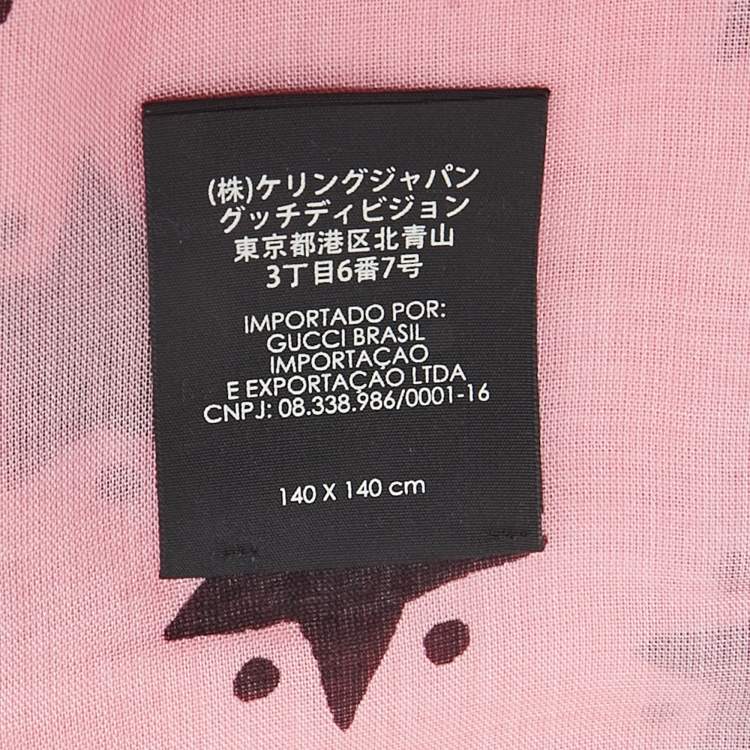 (株)ケリングジャパン
グッチディビジョン
東京都港区北青山
3丁目6番7号
IMPORTADO POR:
GUCCI BRASIL
IMPORTAÇAO
E EXPORTAÇAO LTDA
CNPJ: 08.338.986/0001-16
140 X 140 cm